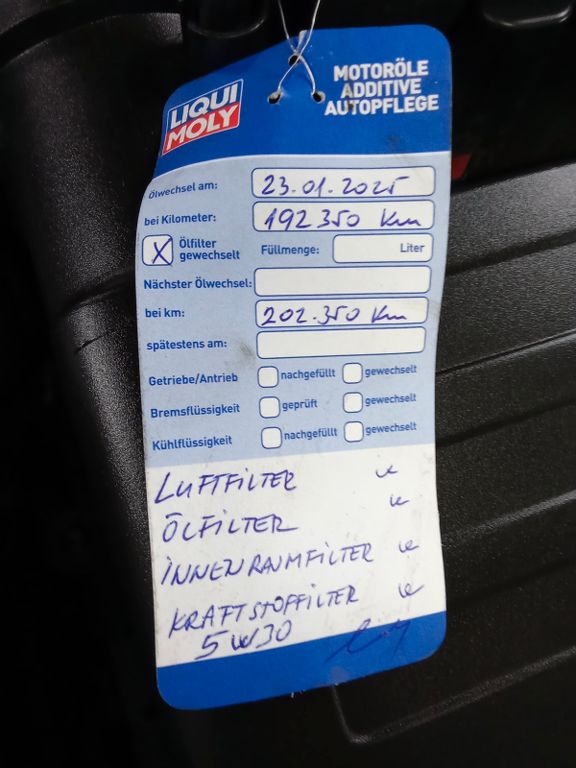 LIQUI MOLY
MOTORÖLE
ADDITIVE
AUTOPFLEGE
Ölwechsel am: 23.01.2025
bei Kilometer: 192350 Km
X Ölfilter gewechselt Füllmenge: Liter
Nächster Ölwechsel:
bei km: 202.350 Km
spätestens am:
Getriebe/Antrieb nachgefüllt gewechselt
Bremsflüssigkeit geprüft gewechselt
Kühlflüssigkeit nachgefüllt gewechselt
LUFTFILTER
ÖLFILTER
INNENRAUMFILTER
KRAFTSTOFFILTER
5W30